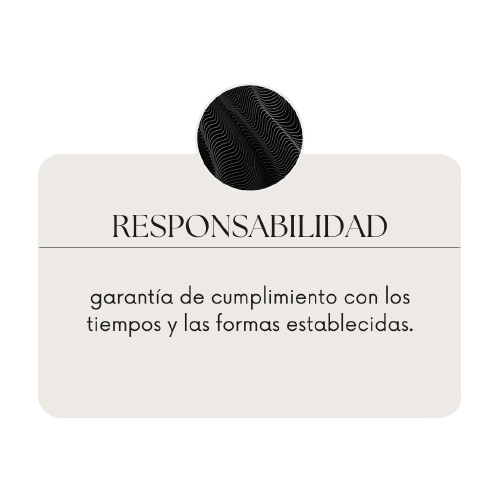 RESPONSABILIDAD
garantía de cumplimiento con los
tiempos y las formas establecidas.